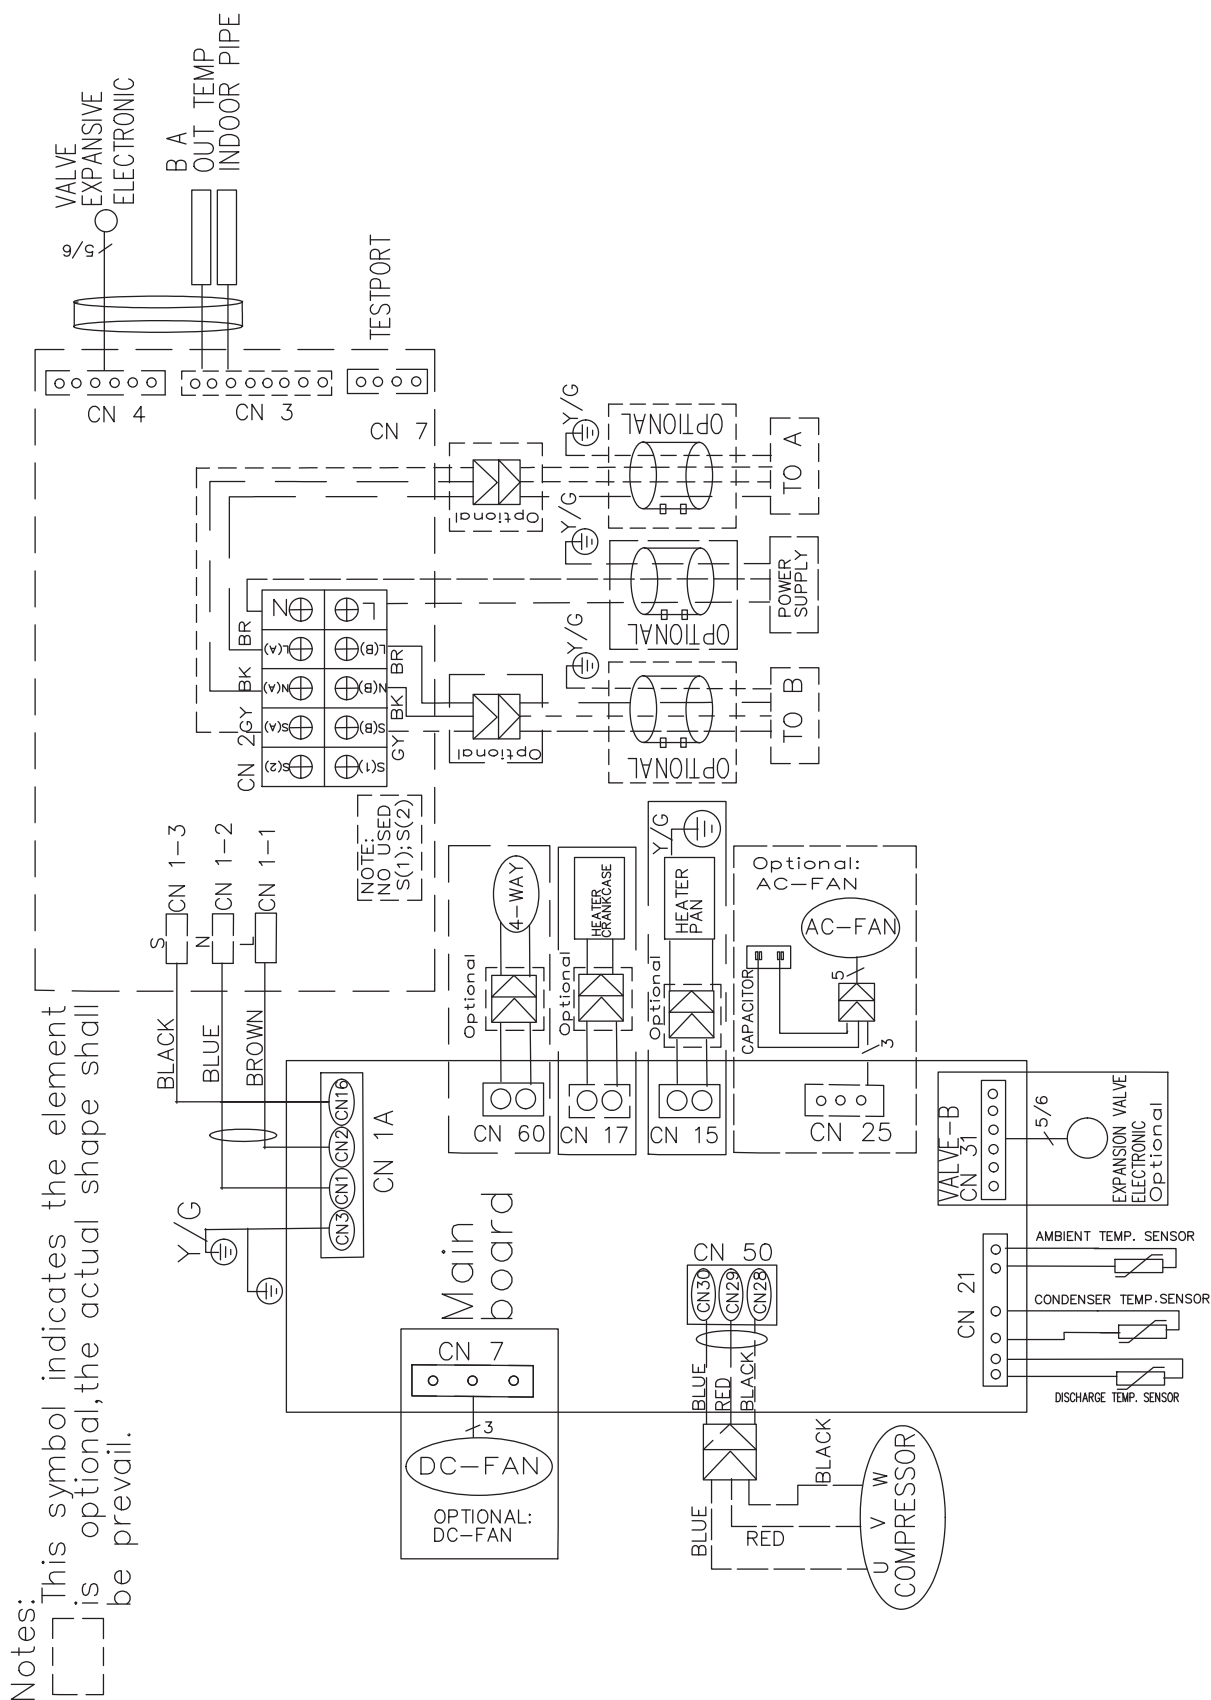 Notes:
This symbol indicates the element
is optional,the actual shape shall
be prevail.
VALVE
EXPANSIVE
ELECTRONIC
5/6
B A
OUT TEMP
INDOOR PIPE
CN 4
CN 3
CN 7
TESTPORT
BR
BK
GY
CN 2
N
L
L(A)
L(B)
N(A)
N(B)
S(A)
S(B)
S(2)
S(1)
BR
BK
GY
NOTE:
NO USED
S(1);S(2)
Optional
Y/G
OPTIONAL
TO A
Y/G
OPTIONAL
POWER
SUPPLY
Optional
Y/G
OPTIONAL
TO B
S
CN 1-3
N
CN 1-2
L
CN 1-1
BLACK
BLUE
BROWN
Y/G
CN16
CN2
CN1
CN3
CN 1A
4-WAY
Optional
CN 60
HEATER
CRANKCASE
Optional
CN 17
Y/G
HEATER
PAN
Optional
CN 15
Optional:
AC-FAN
AC-FAN
CAPACITOR
5
3
CN 25
Main
board
VALVE-B
CN 31
5/6
EXPANSION VALVE
ELECTRONIC
Optional
CN 21
AMBIENT TEMP. SENSOR
CONDENSER TEMP.SENSOR
DISCHARGE TEMP. SENSOR
CN 50
CN30
CN29
CN28
BLUE
RED
BLACK
BLUE
RED
BLACK
U
V
W
COMPRESSOR
CN 7
3
DC-FAN
OPTIONAL:
DC-FAN